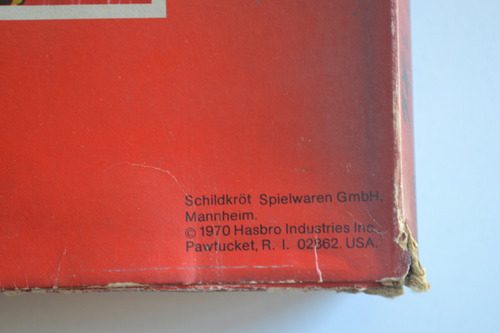 Schildkröt Spielwaren GmbH,
Mannheim.
© 1970 Hasbro Industries Inc.
Pawtucket, R. I. 02862. USA.